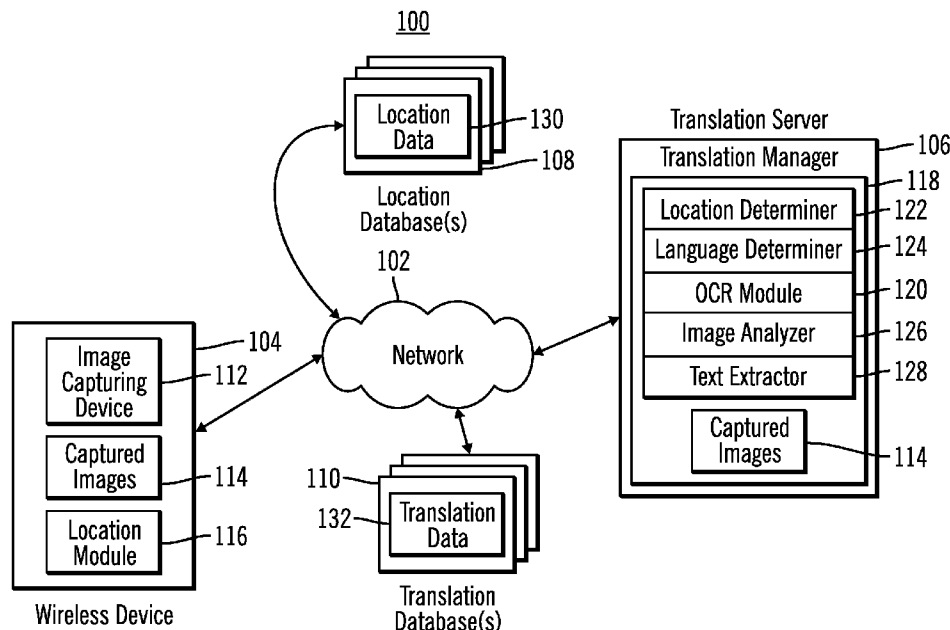 100
Location
Data
130
108
Location
Database(s)
Translation Server
Translation Manager
106
118
Location Determiner
122
Language Determiner
124
OCR Module
120
Image Analyzer
126
Text Extractor
128
Captured
Images
114
102
Network
Image
Capturing
Device
104
112
Captured
Images
114
Location
Module
116
Wireless Device
110
132
Translation
Data
Translation
Database(s)